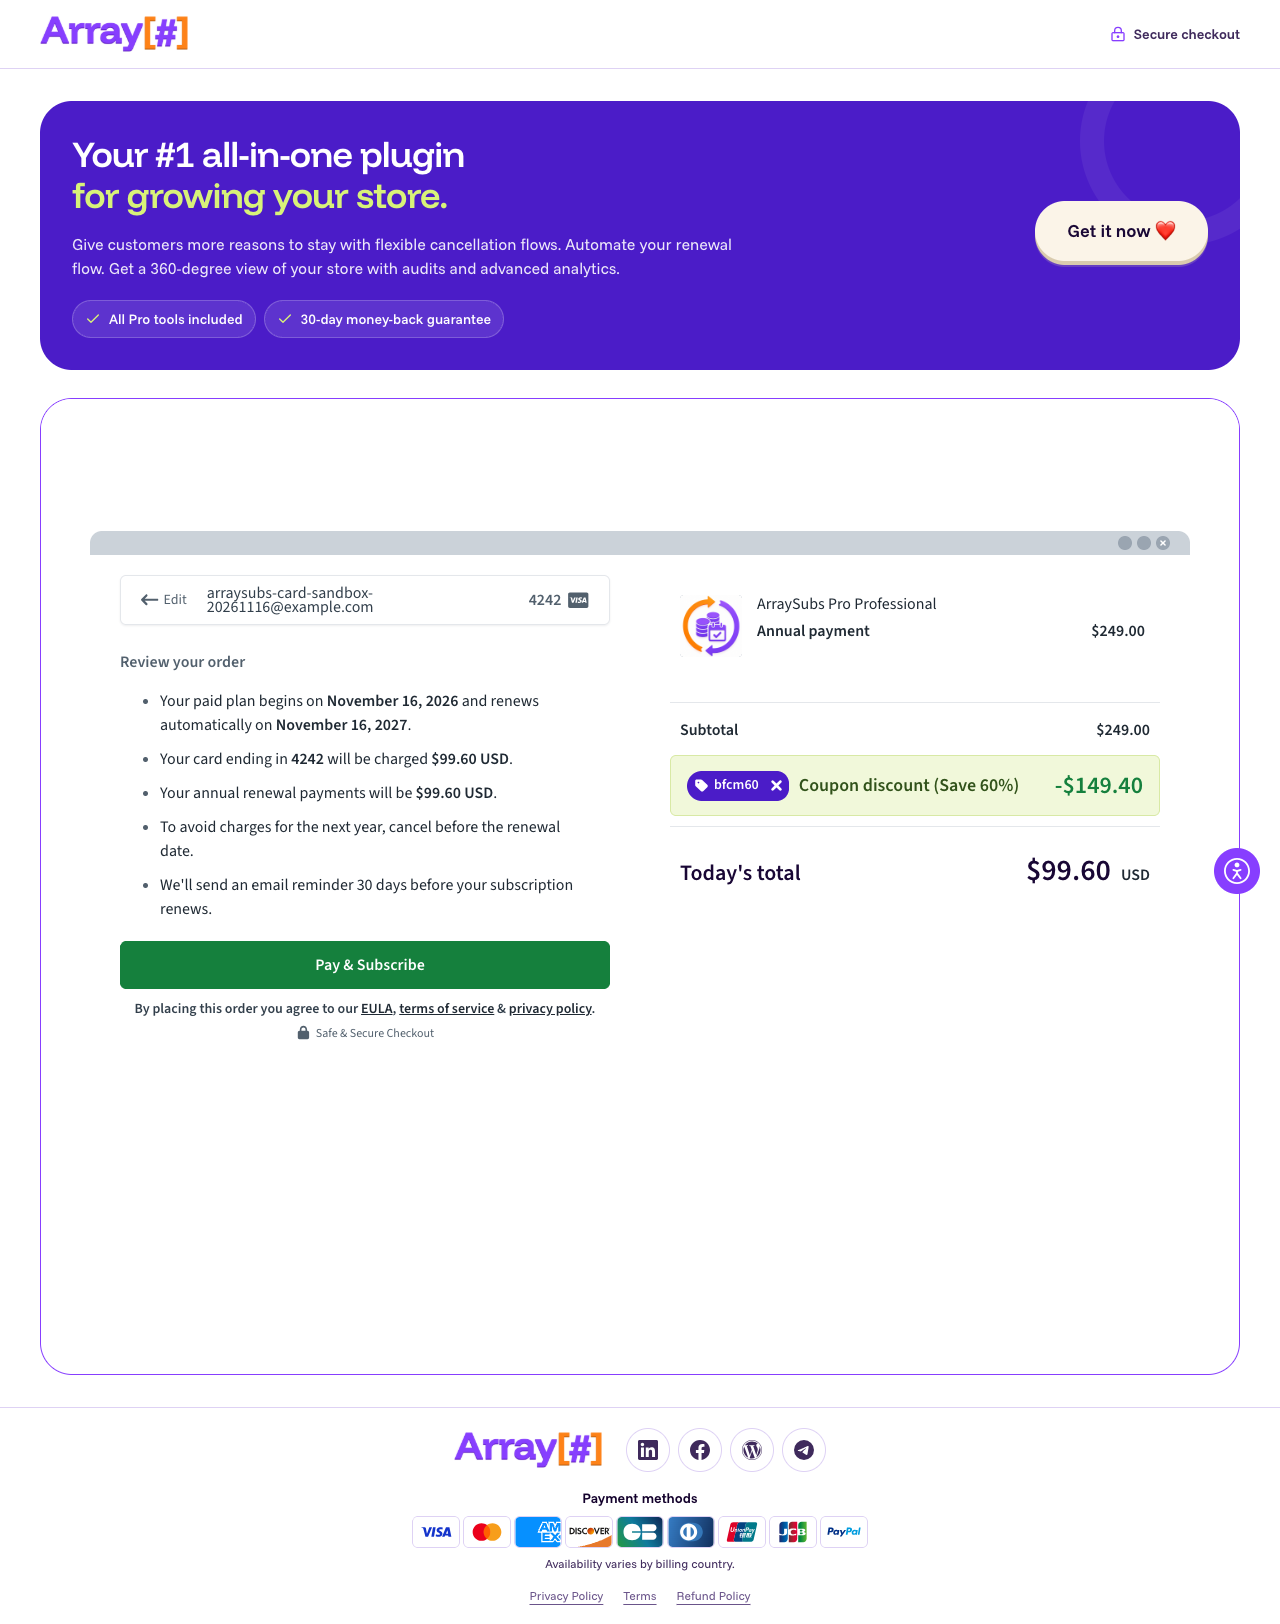 Array[#]
Secure checkout
Your #1 all-in-one plugin
for growing your store.
Give customers more reasons to stay with flexible cancellation flows. Automate your renewal
flow. Get a 360-degree view of your store with audits and advanced analytics.
Get it now ❤️
All Pro tools included
30-day money-back guarantee
Edit
arraysubs-card-sandbox-
20261116@example.com
4242
VISA
Review your order
Your paid plan begins on November 16, 2026 and renews
automatically on November 16, 2027.
Your card ending in 4242 will be charged $99.60 USD.
Your annual renewal payments will be $99.60 USD.
To avoid charges for the next year, cancel before the renewal
date.
We'll send an email reminder 30 days before your subscription
renews.
Pay & Subscribe
By placing this order you agree to our EULA, terms of service & privacy policy.
Safe & Secure Checkout
ArraySubs Pro Professional
Annual payment $249.00
Subtotal $249.00
bfcm60 Coupon discount (Save 60%) -$149.40
Today's total $99.60 USD
Array[#]
Payment methods
VISA
AM
EX
DISCOVER
UnionPay
银联
JCB
PayPal
Availability varies by billing country.
Privacy Policy Terms Refund Policy